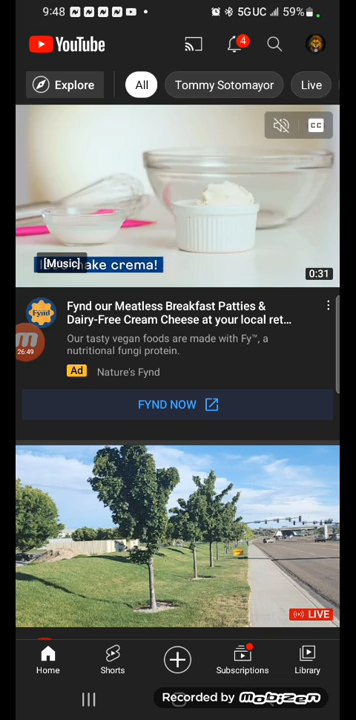 9:48
5GUC
59%
YouTube
4
Explore
All
Tommy Sotomayor
Live
CC
[Music]
ake crema!
0:31
Fynd
Fynd our Meatless Breakfast Patties &
Dairy-Free Cream Cheese at your local ret...
26:49
Our tasty vegan foods are made with Fy™, a
nutritional fungi protein.
Ad
Nature's Fynd
FYND NOW
LIVE
Home
Shorts
Subscriptions
Library
Recorded by mobizen